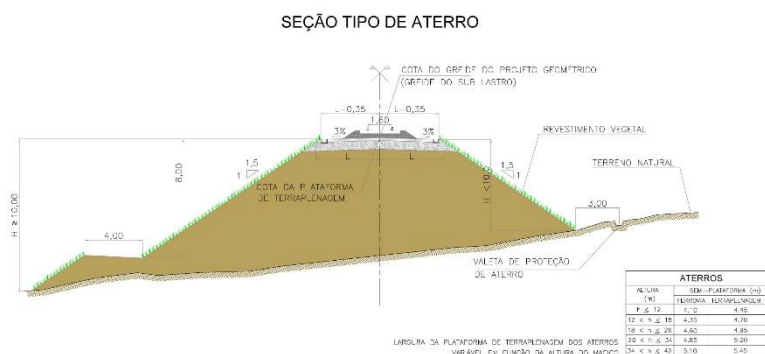 SEÇÃO TIPO DE ATERRO
COTA DO GREIDE DO PROJETO GEOMÉTRICO
(GREIDE DO SUB LASTRO)
L-0,35 L-0,35
1,60
3% 3%
REVESTIMENTO VEGETAL
L L
1,5
1
1,5
1
TERRENO NATURAL
8,00
COTA DA PLATAFORMA
DE TERRAPLENAGEM
H ≥ 10,00
H < 10,0
3,00
4,00
VALETA DE PROTEÇÃO
DE ATERRO
ATERROS
ALTURA
(m)
SEMI-PLATAFORMA (m)
FERROVIA TERRAPLENAGEM
12 4,10 4,45
12 < h ≤ 18 4,35 4,70
18 < h ≤ 26 4,60 4,95
≤ 34 4,85 5,20
34 < h ≤ 42 5,10 5,45
LARGURA DA PLATAFORMA DE TERRAPLENAGEM DOS ATERROS
VARIÁVEL EM FUNÇÃO DA ALTURA DO MACIÇO